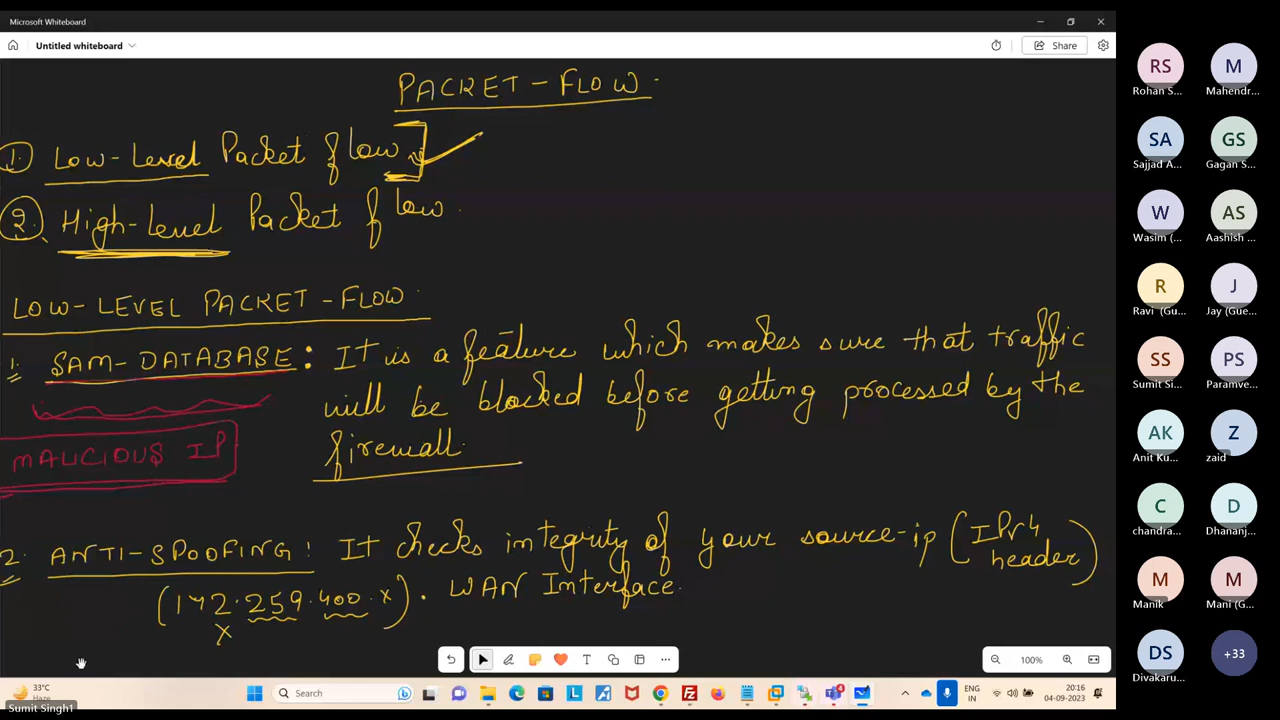 Microsoft Whiteboard
Untitled whiteboard
Share
PACKET-FLOW
1. Low-Level Packet flow
2. High-Level Packet flow
LOW-LEVEL PACKET-FLOW
1. SAM-DATABASE: It is a feature which makes sure that traffic
will be blocked before getting processed by the
firewall.
MALICIOUS IP
2. ANTI-SPOOFING: It checks integrity of your source-ip (IPv4
header)
(172.259.400.x). WAN Interface.
x
100%
RS
Rohan S...
M
Mahendr...
SA
Sajjad A...
GS
Gagan S...
W
Wasim (...
AS
Aashish ...
R
Ravi (Gu...
J
Jay (Gue...
SS
Sumit Si...
PS
Paramve...
AK
Anit Ku...
Z
zaid
C
chandra...
D
Dhananj...
M
Manik
M
Mani (G...
DS
Divakaru...
+33
33°C
Haze
Search
ENG
IN
20:16
04-09-2023
Sumit Singh1